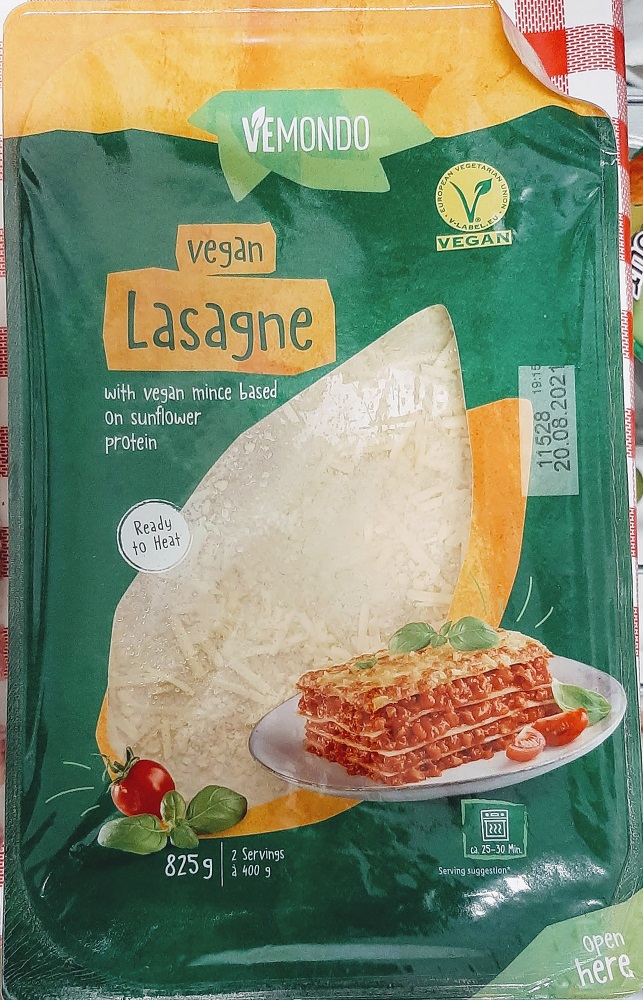 VEMONDO
EUROPEAN VEGETARIAN UNION
V-LABEL.EU
VEGAN
vegan
Lasagne
with vegan mince based
on sunflower
protein
11528 19:15
20.08.2021
Ready
to Heat
825g
2 Servings
à 400 g
ca. 25-30 Min.
Serving suggestion*
open
here